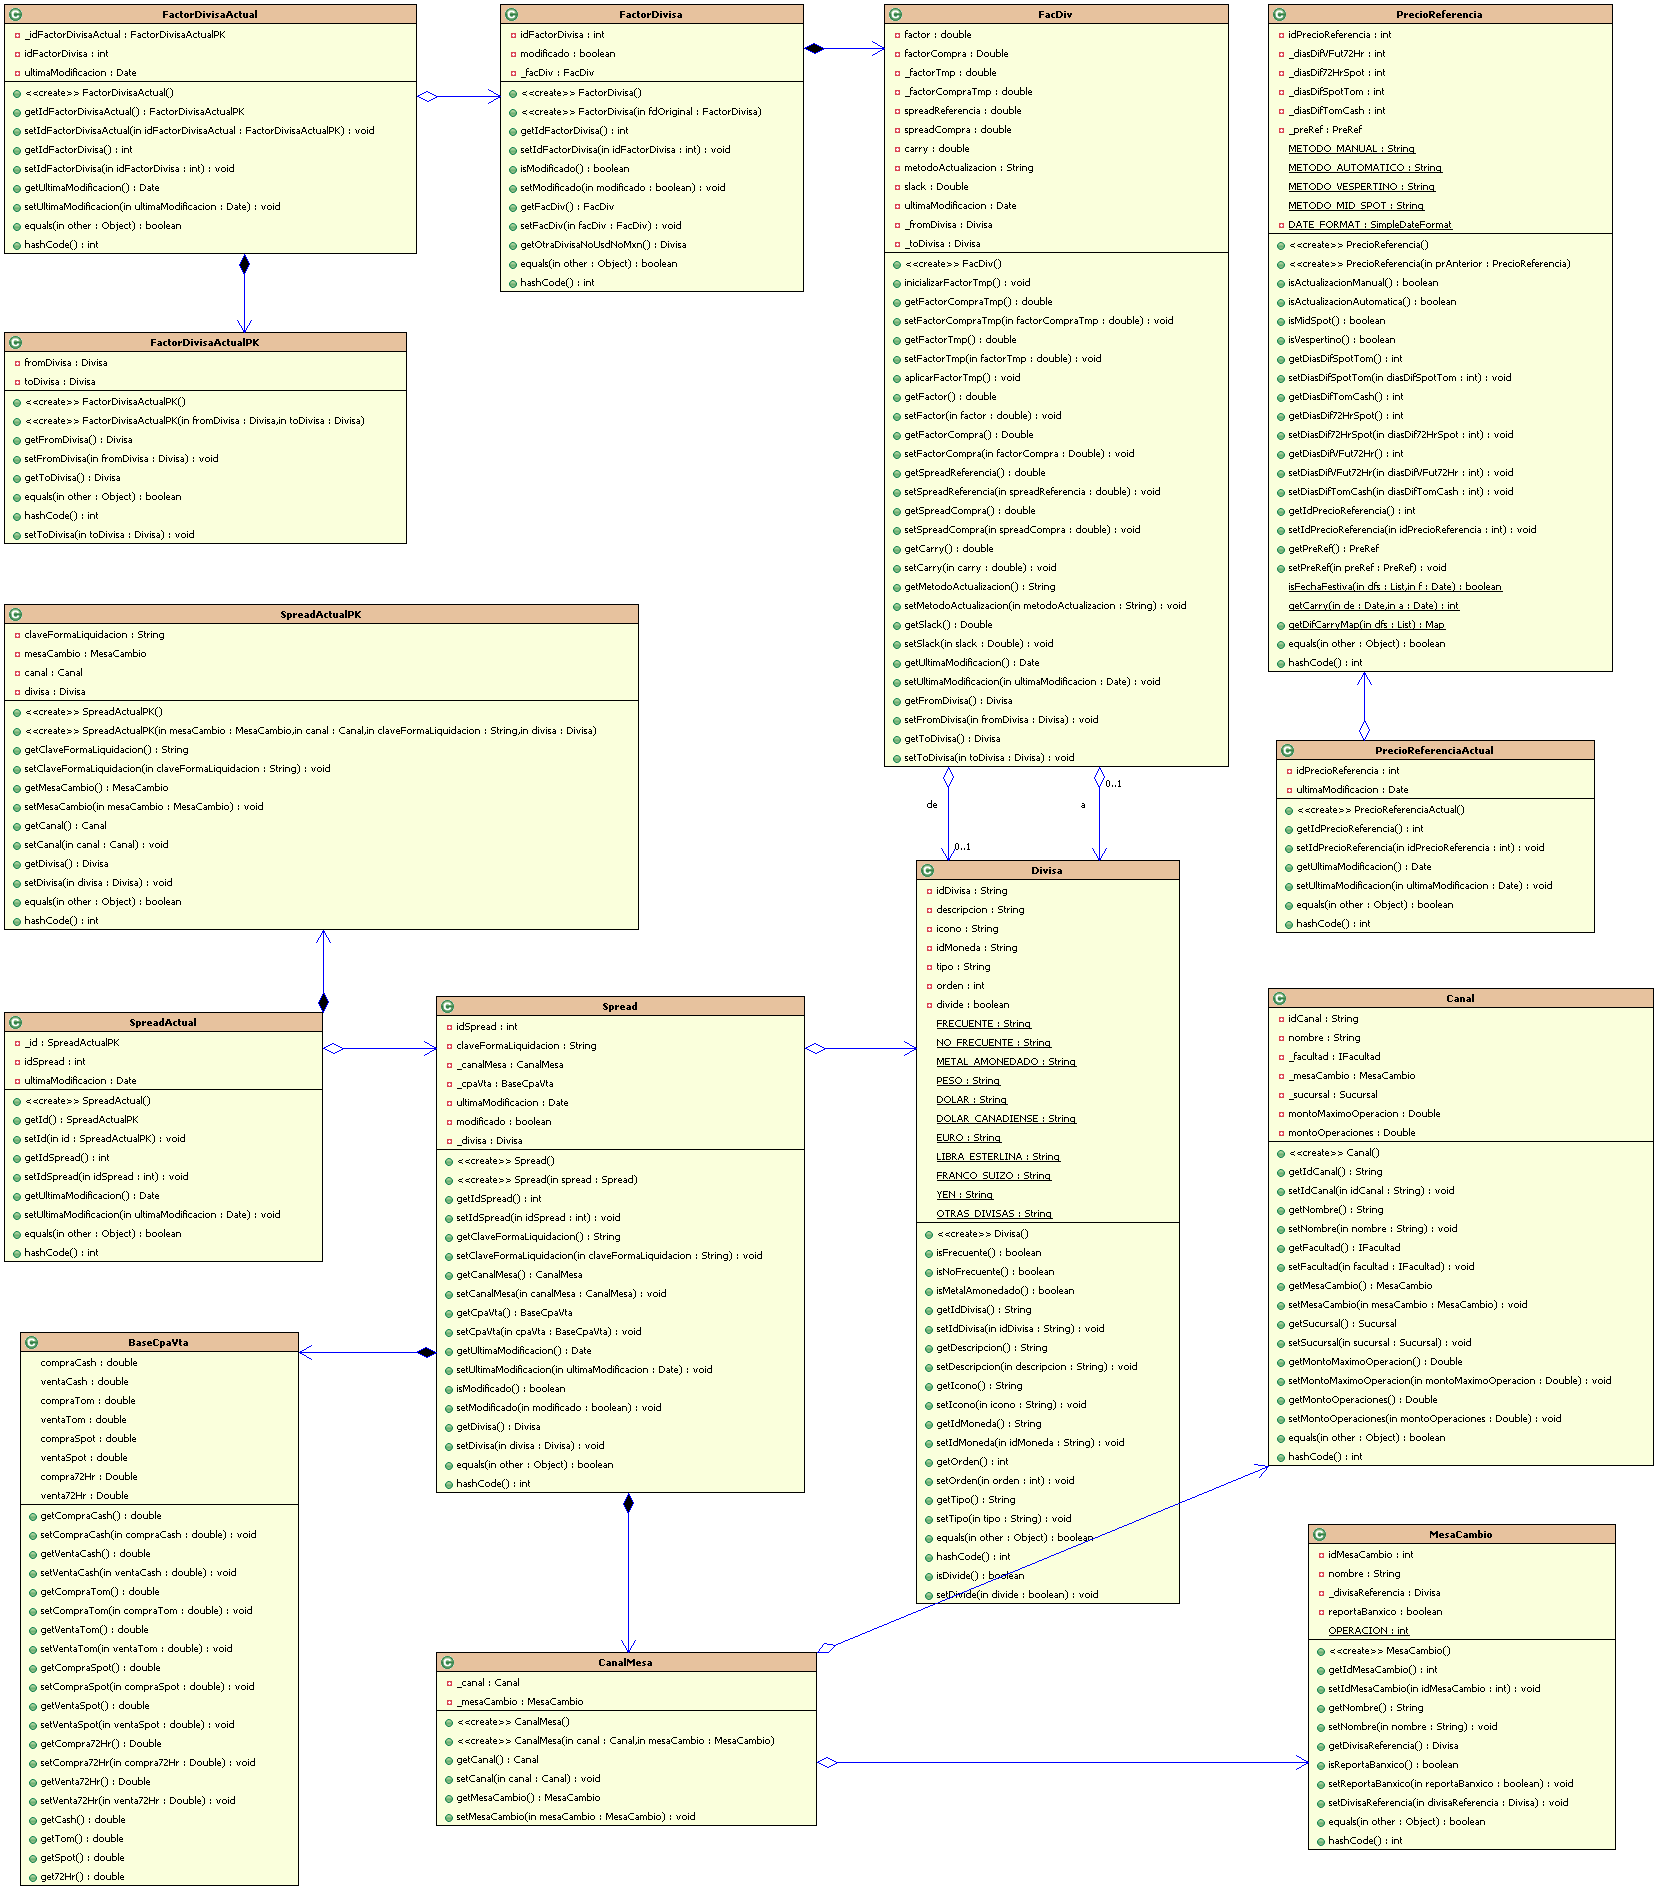 FactorDivisaActual
_idFactorDivisaActual : FactorDivisaActualPK
idFactorDivisa : int
ultimaModificacion : Date
<<create>> FactorDivisaActual()
getIdFactorDivisaActual() : FactorDivisaActualPK
setIdFactorDivisaActual(in idFactorDivisaActual : FactorDivisaActualPK) : void
getIdFactorDivisa() : int
setIdFactorDivisa(in idFactorDivisa : int) : void
getUltimaModificacion() : Date
setUltimaModificacion(in ultimaModificacion : Date) : void
equals(in other : Object) : boolean
hashCode() : int
FactorDivisa
idFactorDivisa : int
modificado : boolean
_facDiv : FacDiv
<<create>> FactorDivisa()
<<create>> FactorDivisa(in fdOriginal : FactorDivisa)
getIdFactorDivisa() : int
setIdFactorDivisa(in idFactorDivisa : int) : void
isModificado() : boolean
setModificado(in modificado : boolean) : void
getFacDiv() : FacDiv
setFacDiv(in facDiv : FacDiv) : void
getOtraDivisaNoUsdNoMxn() : Divisa
equals(in other : Object) : boolean
hashCode() : int
FacDiv
factor : double
factorCompra : Double
_factorTmp : double
_factorCompraTmp : double
spreadReferencia : double
spreadCompra : double
carry : double
metodoActualizacion : String
slack : Double
ultimaModificacion : Date
_fromDivisa : Divisa
_toDivisa : Divisa
<<create>> FacDiv()
inicializarFactorTmp() : void
getFactorCompraTmp() : double
setFactorCompraTmp(in factorCompraTmp : double) : void
getFactorTmp() : double
setFactorTmp(in factorTmp : double) : void
aplicarFactorTmp() : void
getFactor() : double
setFactor(in factor : double) : void
getFactorCompra() : Double
setFactorCompra(in factorCompra : Double) : void
getSpreadReferencia() : double
setSpreadReferencia(in spreadReferencia : double) : void
getSpreadCompra() : double
setSpreadCompra(in spreadCompra : double) : void
getCarry() : double
setCarry(in carry : double) : void
getMetodoActualizacion() : String
setMetodoActualizacion(in metodoActualizacion : String) : void
getSlack() : Double
setSlack(in slack : Double) : void
getUltimaModificacion() : Date
setUltimaModificacion(in ultimaModificacion : Date) : void
getFromDivisa() : Divisa
setFromDivisa(in fromDivisa : Divisa) : void
getToDivisa() : Divisa
setToDivisa(in toDivisa : Divisa) : void
PrecioReferencia
idPrecioReferencia : int
_diasDifVFut72Hr : int
_diasDif72HrSpot : int
_diasDifSpotTom : int
_diasDifTomCash : int
_preRef : PreRef
METODO_MANUAL : String
METODO_AUTOMATICO : String
METODO_VESPERTINO : String
METODO_MID_SPOT : String
DATE_FORMAT : SimpleDateFormat
<<create>> PrecioReferencia()
<<create>> PrecioReferencia(in prAnterior : PrecioReferencia)
isActualizacionManual() : boolean
isActualizacionAutomatica() : boolean
isMidSpot() : boolean
isVespertino() : boolean
getDiasDifSpotTom() : int
setDiasDifSpotTom(in diasDifSpotTom : int) : void
getDiasDifTomCash() : int
getDiasDif72HrSpot() : int
setDiasDif72HrSpot(in diasDif72HrSpot : int) : void
getDiasDifVFut72Hr() : int
setDiasDifVFut72Hr(in diasDifVFut72Hr : int) : void
setDiasDifTomCash(in diasDifTomCash : int) : void
getIdPrecioReferencia() : int
setIdPrecioReferencia(in idPrecioReferencia : int) : void
getPreRef() : PreRef
setPreRef(in preRef : PreRef) : void
isFechaFestiva(in dfs : List,in f : Date) : boolean
getCarry(in de : Date,in a : Date) : int
getDifCarryMap(in dfs : List) : Map
equals(in other : Object) : boolean
hashCode() : int
FactorDivisaActualPK
fromDivisa : Divisa
toDivisa : Divisa
<<create>> FactorDivisaActualPK()
<<create>> FactorDivisaActualPK(in fromDivisa : Divisa,in toDivisa : Divisa)
getFromDivisa() : Divisa
setFromDivisa(in fromDivisa : Divisa) : void
getToDivisa() : Divisa
equals(in other : Object) : boolean
hashCode() : int
setToDivisa(in toDivisa : Divisa) : void
SpreadActualPK
claveFormaLiquidacion : String
mesaCambio : MesaCambio
canal : Canal
divisa : Divisa
<<create>> SpreadActualPK()
<<create>> SpreadActualPK(in mesaCambio : MesaCambio,in canal : Canal,in claveFormaLiquidacion : String,in divisa : Divisa)
getClaveFormaLiquidacion() : String
setClaveFormaLiquidacion(in claveFormaLiquidacion : String) : void
getMesaCambio() : MesaCambio
setMesaCambio(in mesaCambio : MesaCambio) : void
getCanal() : Canal
setCanal(in canal : Canal) : void
getDivisa() : Divisa
setDivisa(in divisa : Divisa) : void
equals(in other : Object) : boolean
hashCode() : int
PrecioReferenciaActual
idPrecioReferencia : int
ultimaModificacion : Date
<<create>> PrecioReferenciaActual()
getIdPrecioReferencia() : int
setIdPrecioReferencia(in idPrecioReferencia : int) : void
getUltimaModificacion() : Date
setUltimaModificacion(in ultimaModificacion : Date) : void
equals(in other : Object) : boolean
hashCode() : int
0..1
de
a
0..1
Divisa
idDivisa : String
descripcion : String
icono : String
idMoneda : String
tipo : String
orden : int
divide : boolean
FRECUENTE : String
NO_FRECUENTE : String
METAL_AMONEDADO : String
PESO : String
DOLAR : String
DOLAR_CANADIENSE : String
EURO : String
LIBRA_ESTERLINA : String
FRANCO_SUIZO : String
YEN : String
OTRAS_DIVISAS : String
<<create>> Divisa()
isFrecuente() : boolean
isNoFrecuente() : boolean
isMetalAmonedado() : boolean
getIdDivisa() : String
setIdDivisa(in idDivisa : String) : void
getDescripcion() : String
setDescripcion(in descripcion : String) : void
getIcono() : String
setIcono(in icono : String) : void
getIdMoneda() : String
setIdMoneda(in idMoneda : String) : void
getOrden() : int
setOrden(in orden : int) : void
getTipo() : String
setTipo(in tipo : String) : void
equals(in other : Object) : boolean
hashCode() : int
isDivide() : boolean
setDivide(in divide : boolean) : void
SpreadActual
_id : SpreadActualPK
idSpread : int
ultimaModificacion : Date
<<create>> SpreadActual()
getId() : SpreadActualPK
setId(in id : SpreadActualPK) : void
getIdSpread() : int
setIdSpread(in idSpread : int) : void
getUltimaModificacion() : Date
setUltimaModificacion(in ultimaModificacion : Date) : void
equals(in other : Object) : boolean
hashCode() : int
Spread
idSpread : int
claveFormaLiquidacion : String
_canalMesa : CanalMesa
_cpaVta : BaseCpaVta
ultimaModificacion : Date
modificado : boolean
_divisa : Divisa
<<create>> Spread()
<<create>> Spread(in spread : Spread)
getIdSpread() : int
setIdSpread(in idSpread : int) : void
getClaveFormaLiquidacion() : String
setClaveFormaLiquidacion(in claveFormaLiquidacion : String) : void
getCanalMesa() : CanalMesa
setCanalMesa(in canalMesa : CanalMesa) : void
getCpaVta() : BaseCpaVta
setCpaVta(in cpaVta : BaseCpaVta) : void
getUltimaModificacion() : Date
setUltimaModificacion(in ultimaModificacion : Date) : void
isModificado() : boolean
setModificado(in modificado : boolean) : void
getDivisa() : Divisa
setDivisa(in divisa : Divisa) : void
equals(in other : Object) : boolean
hashCode() : int
Canal
idCanal : String
nombre : String
_facultad : IFacultad
_mesaCambio : MesaCambio
_sucursal : Sucursal
montoMaximoOperacion : Double
montoOperaciones : Double
<<create>> Canal()
getIdCanal() : String
setIdCanal(in idCanal : String) : void
getNombre() : String
setNombre(in nombre : String) : void
getFacultad() : IFacultad
setFacultad(in facultad : IFacultad) : void
getMesaCambio() : MesaCambio
setMesaCambio(in mesaCambio : MesaCambio) : void
getSucursal() : Sucursal
setSucursal(in sucursal : Sucursal) : void
getMontoMaximoOperacion() : Double
setMontoMaximoOperacion(in montoMaximoOperacion : Double) : void
getMontoOperaciones() : Double
setMontoOperaciones(in montoOperaciones : Double) : void
equals(in other : Object) : boolean
hashCode() : int
BaseCpaVta
compraCash : double
ventaCash : double
compraTom : double
ventaTom : double
compraSpot : double
ventaSpot : double
compra72Hr : Double
venta72Hr : Double
getCompraCash() : double
setCompraCash(in compraCash : double) : void
getVentaCash() : double
setVentaCash(in ventaCash : double) : void
getCompraTom() : double
setCompraTom(in compraTom : double) : void
getVentaTom() : double
setVentaTom(in ventaTom : double) : void
getCompraSpot() : double
setCompraSpot(in compraSpot : double) : void
getVentaSpot() : double
setVentaSpot(in ventaSpot : double) : void
getCompra72Hr() : Double
setCompra72Hr(in compra72Hr : Double) : void
getVenta72Hr() : Double
setVenta72Hr(in venta72Hr : Double) : void
getCash() : double
getTom() : double
getSpot() : double
get72Hr() : double
CanalMesa
_canal : Canal
_mesaCambio : MesaCambio
<<create>> CanalMesa()
<<create>> CanalMesa(in canal : Canal,in mesaCambio : MesaCambio)
getCanal() : Canal
setCanal(in canal : Canal) : void
getMesaCambio() : MesaCambio
setMesaCambio(in mesaCambio : MesaCambio) : void
MesaCambio
idMesaCambio : int
nombre : String
_divisaReferencia : Divisa
reportaBanxico : boolean
OPERACION : int
<<create>> MesaCambio()
getIdMesaCambio() : int
setIdMesaCambio(in idMesaCambio : int) : void
getNombre() : String
setNombre(in nombre : String) : void
getDivisaReferencia() : Divisa
isReportaBanxico() : boolean
setReportaBanxico(in reportaBanxico : boolean) : void
setDivisaReferencia(in divisaReferencia : Divisa) : void
equals(in other : Object) : boolean
hashCode() : int